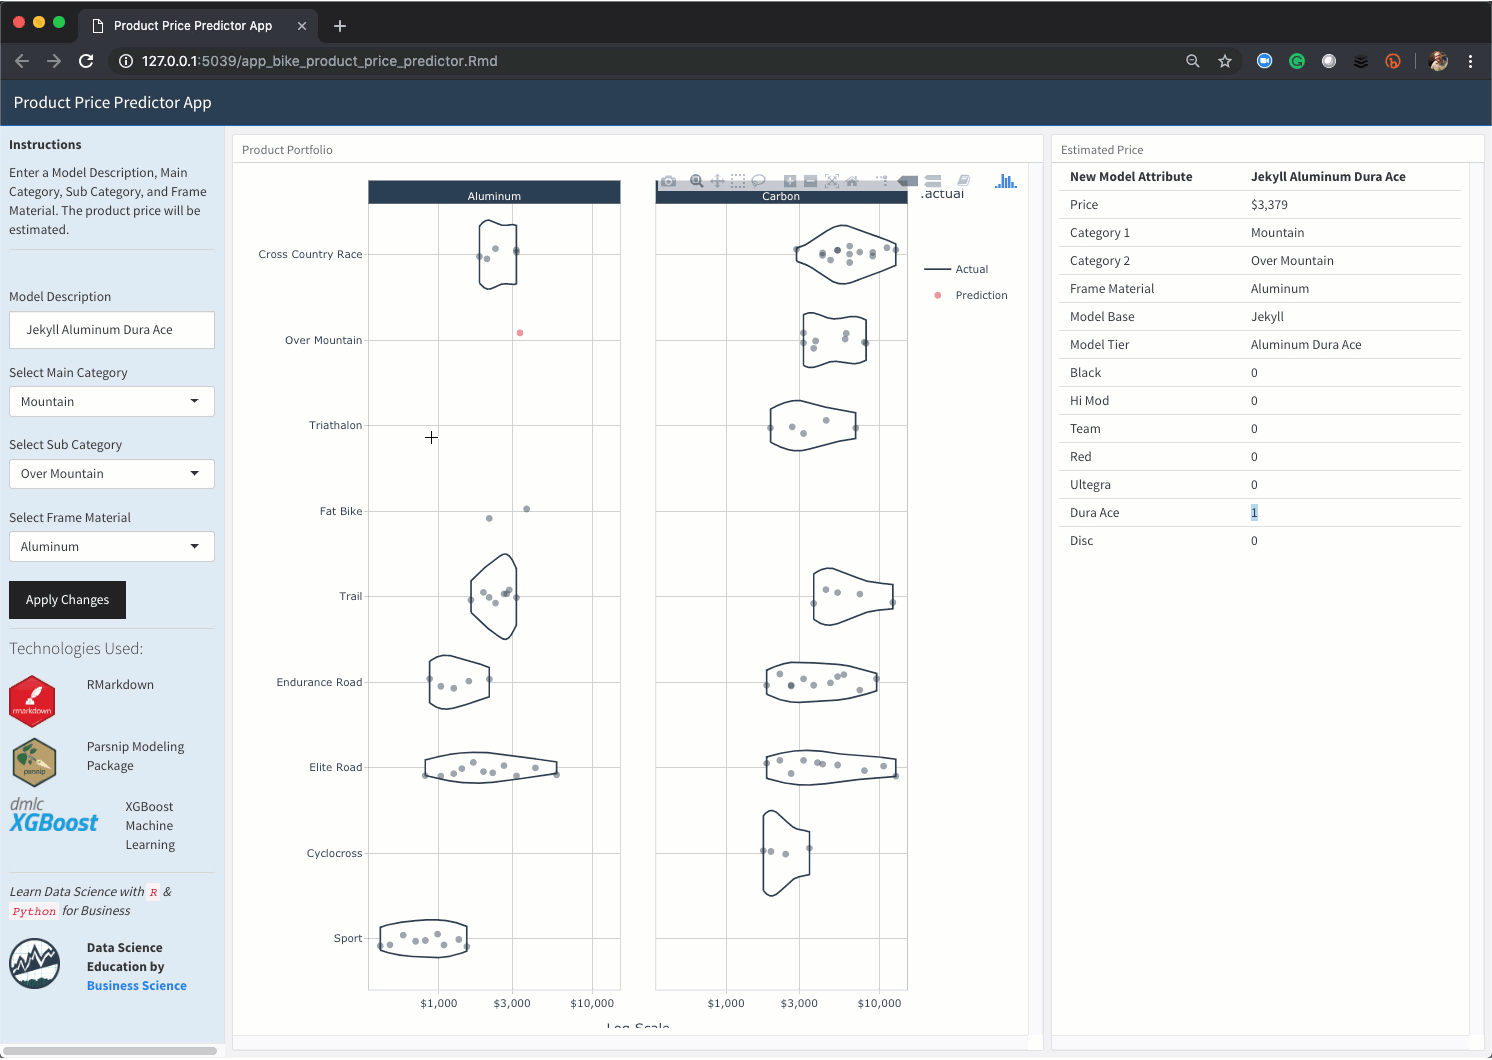 Product Price Predictor App
127.0.0.1:5039/app_bike_product_price_predictor.Rmd
Product Price Predictor App
Instructions
Enter a Model Description, Main
Category, Sub Category, and Frame
Material. The product price will be
estimated.
Model Description
Jekyll Aluminum Dura Ace
Select Main Category
Mountain
Select Sub Category
Over Mountain
Select Frame Material
Aluminum
Apply Changes
Technologies Used:
rmarkdown
RMarkdown
parsnip
Parsnip Modeling
Package
dmlc
XGBoost
XGBoost
Machine
Learning
Learn Data Science with R &
Python for Business
Data Science
Education by
Business Science
Product Portfolio
Aluminum
Carbon
.actual
Actual
Prediction
Cross Country Race
Over Mountain
Triathalon
Fat Bike
Trail
Endurance Road
Elite Road
Cyclocross
Sport
$1,000 $3,000 $10,000
$1,000 $3,000 $10,000
Log Scale
Estimated Price
New Model Attribute Jekyll Aluminum Dura Ace
Price $3,379
Category 1 Mountain
Category 2 Over Mountain
Frame Material Aluminum
Model Base Jekyll
Model Tier Aluminum Dura Ace
Black 0
Hi Mod 0
Team 0
Red 0
Ultegra 0
Dura Ace 1
Disc 0